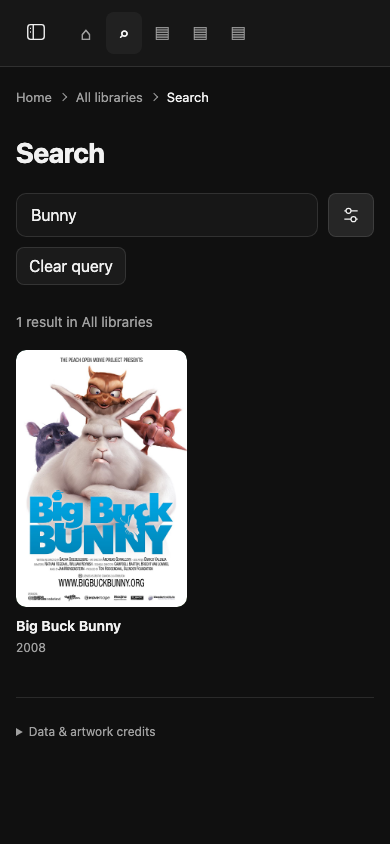 Home > All libraries > Search
Search
Bunny
Clear query
1 result in All libraries
THE PEACH OPEN MOVIE PROJECT PRESENTS
Big Buck
BUNNY
WWW.BIGBUCKBUNNY.ORG
Big Buck Bunny
2008
Data & artwork credits